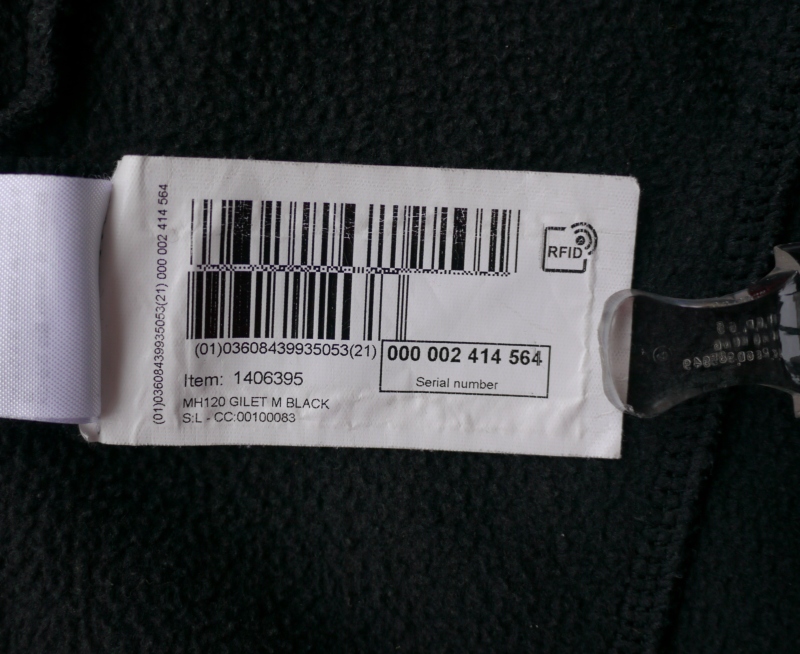 (01)03608439935053(21) 000 002 414 564
RFID
(01)03608439935053(21)
000 002 414 564
Serial number
Item: 1406395
MH120 GILET M BLACK
S:L - CC:00100083